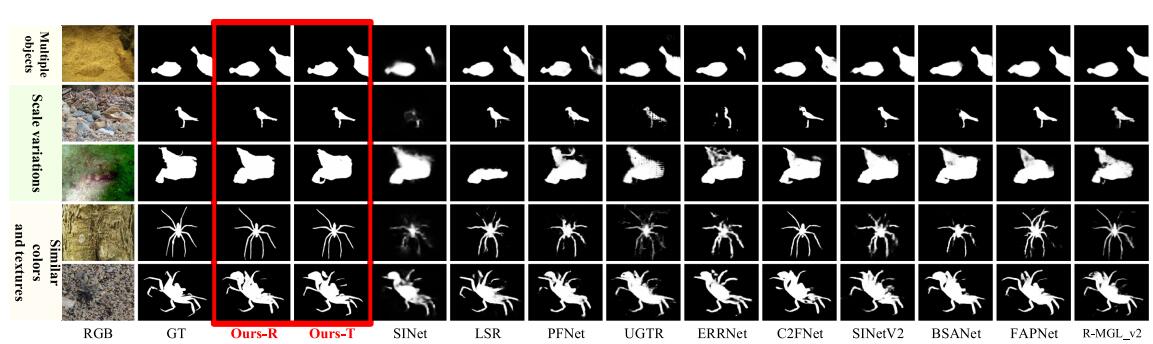 Multiple
objects
Scale variations
Similar
colors
and textures
RGB GT Ours-R Ours-T SINet LSR PFNet UGTR ERRNet C2FNet SINetV2 BSANet FAPNet R-MGL_v2